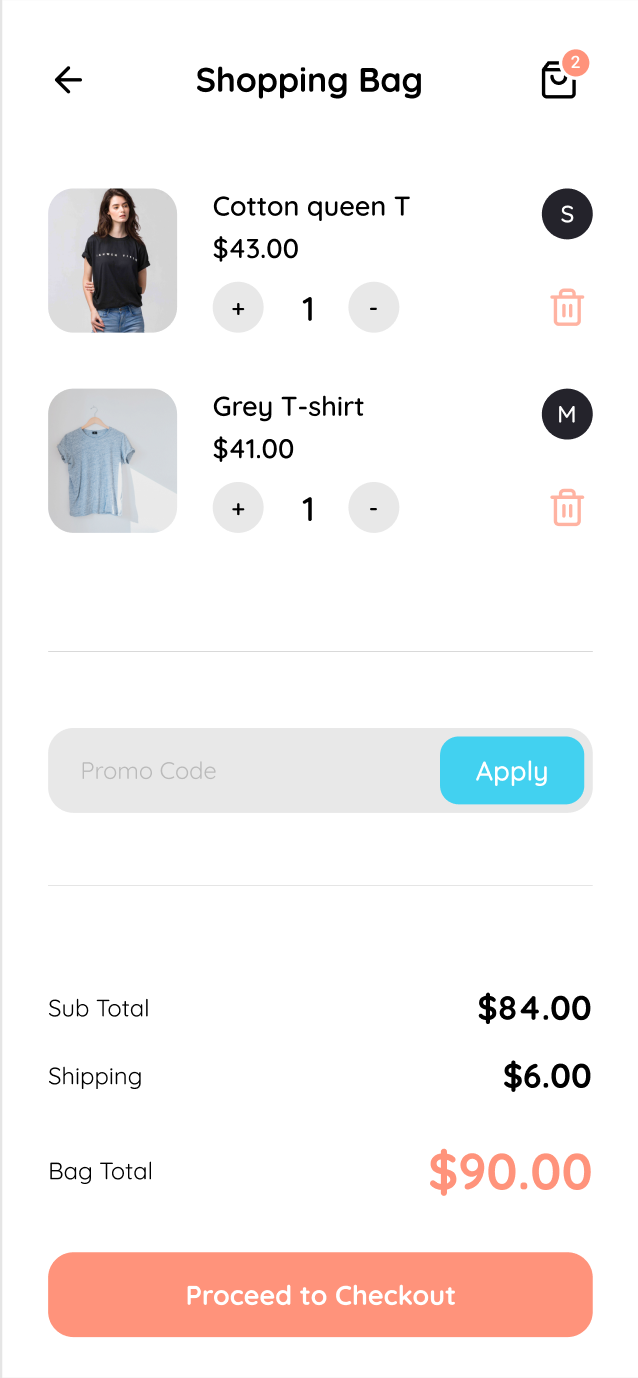 Shopping Bag
2
Cotton queen T
S
$43.00
+ 1 -
Grey T-shirt
M
$41.00
+ 1 -
Promo Code
Apply
Sub Total $84.00
Shipping $6.00
Bag Total $90.00
Proceed to Checkout